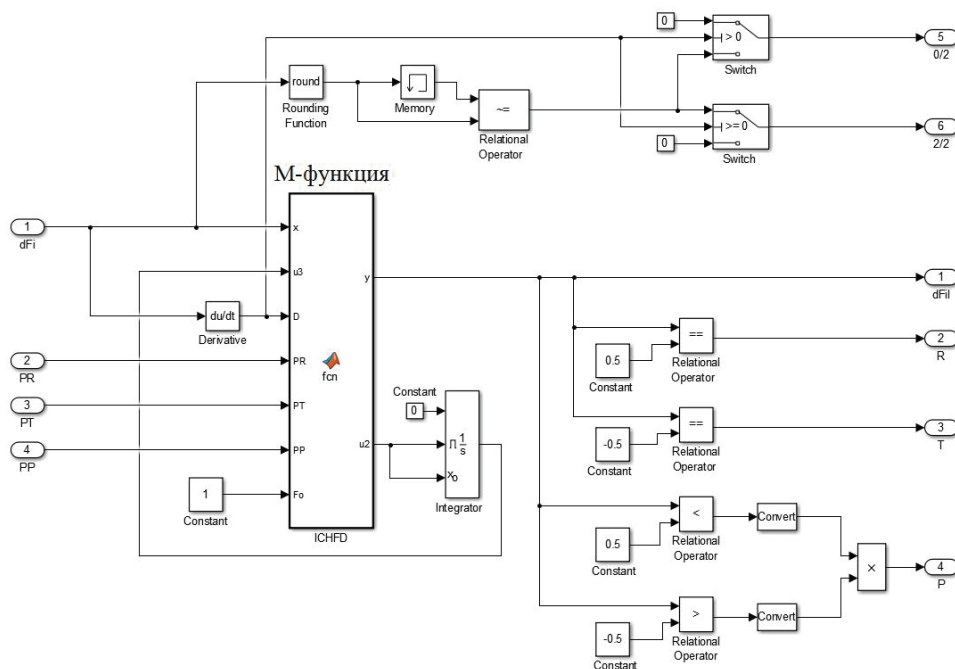 0
> 0
Switch
5
0/2
round
Rounding
Function
Memory
~=
Relational
Operator
>= 0
0
Switch
6
2/2
М-функция
1
dFi
x
u3
D
PR
PT
PP
Fo
y
u2
fcn
ICHFD
du/dt
Derivative
2
PR
3
PT
4
PP
1
Constant
Constant
0
1
s
x₀
Integrator
1
dFil
0.5
Constant
==
Relational
Operator
2
R
-0.5
Constant
==
Relational
Operator
3
T
0.5
Constant
<
Relational
Operator
Convert
×
4
P
-0.5
Constant
>
Relational
Operator
Convert